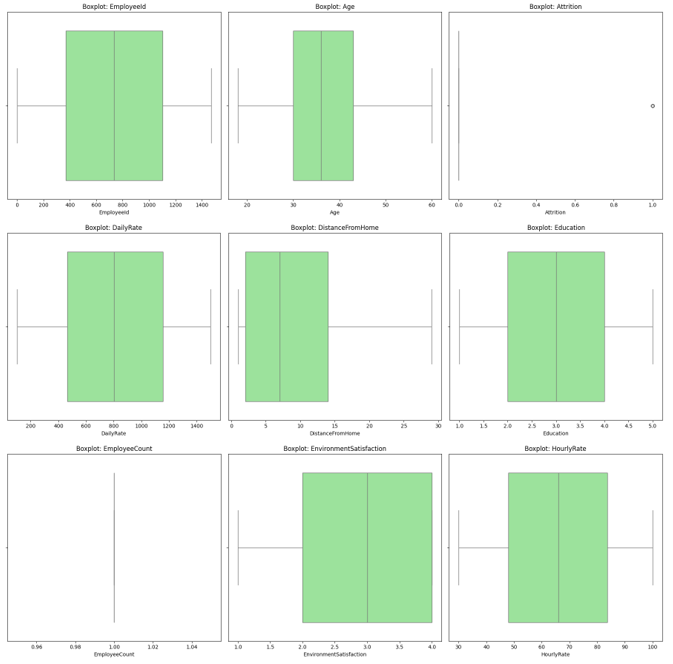 Boxplot: EmployeeId
Boxplot: Age
Boxplot: Attrition
0 200 400 600 800 1000 1200 1400
20 30 40 50 60
0.0 0.2 0.4 0.6 0.8 1.0
EmployeeId
Age
Attrition
Boxplot: DailyRate
Boxplot: DistanceFromHome
Boxplot: Education
200 400 600 800 1000 1200 1400
0 5 10 15 20 25 30
1.0 1.5 2.0 2.5 3.0 3.5 4.0 4.5 5.0
DailyRate
DistanceFromHome
Education
Boxplot: EmployeeCount
Boxplot: EnvironmentSatisfaction
Boxplot: HourlyRate
0.96 0.98 1.00 1.02 1.04
1.0 1.5 2.0 2.5 3.0 3.5 4.0
30 40 50 60 70 80 90 100
EmployeeCount
EnvironmentSatisfaction
HourlyRate